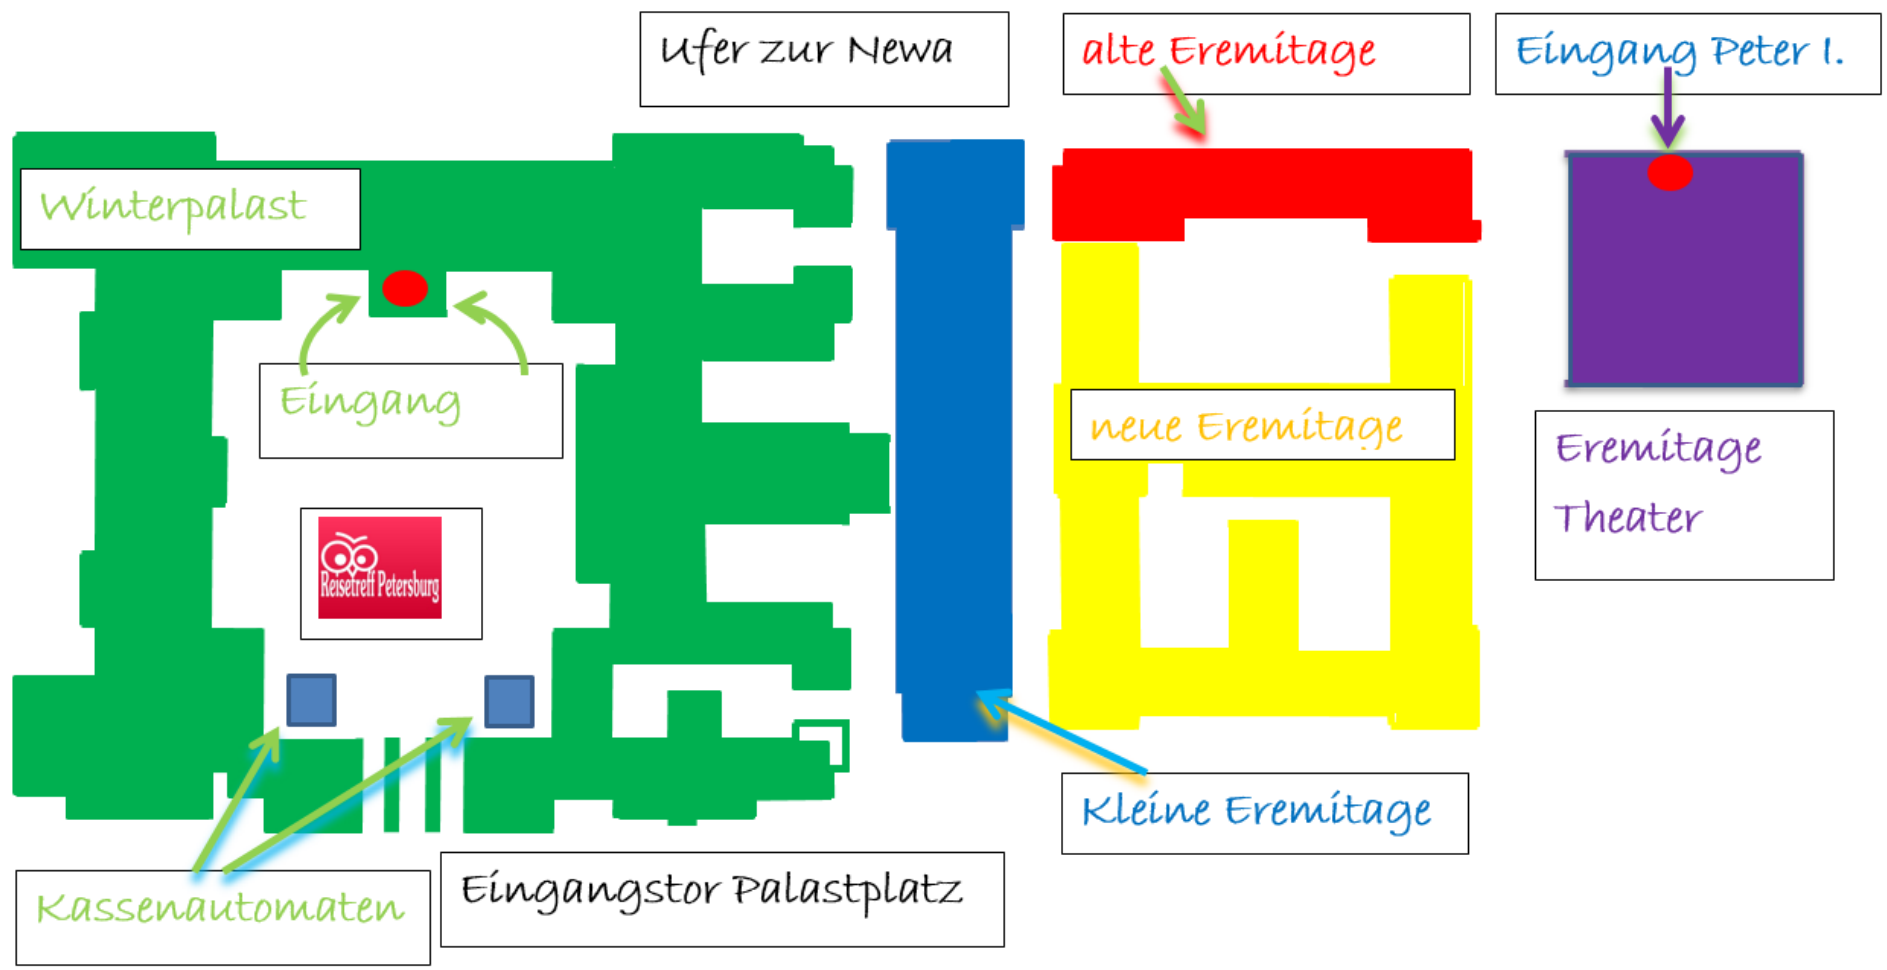 Ufer zur Newa
alte Eremitage
Eingang Peter I.
Winterpalast
Eingang
neue Eremitage
Eremitage
Theater
Reisetreff Petersburg
Kleine Eremitage
Kassenautomaten
Eingangstor Palastplatz